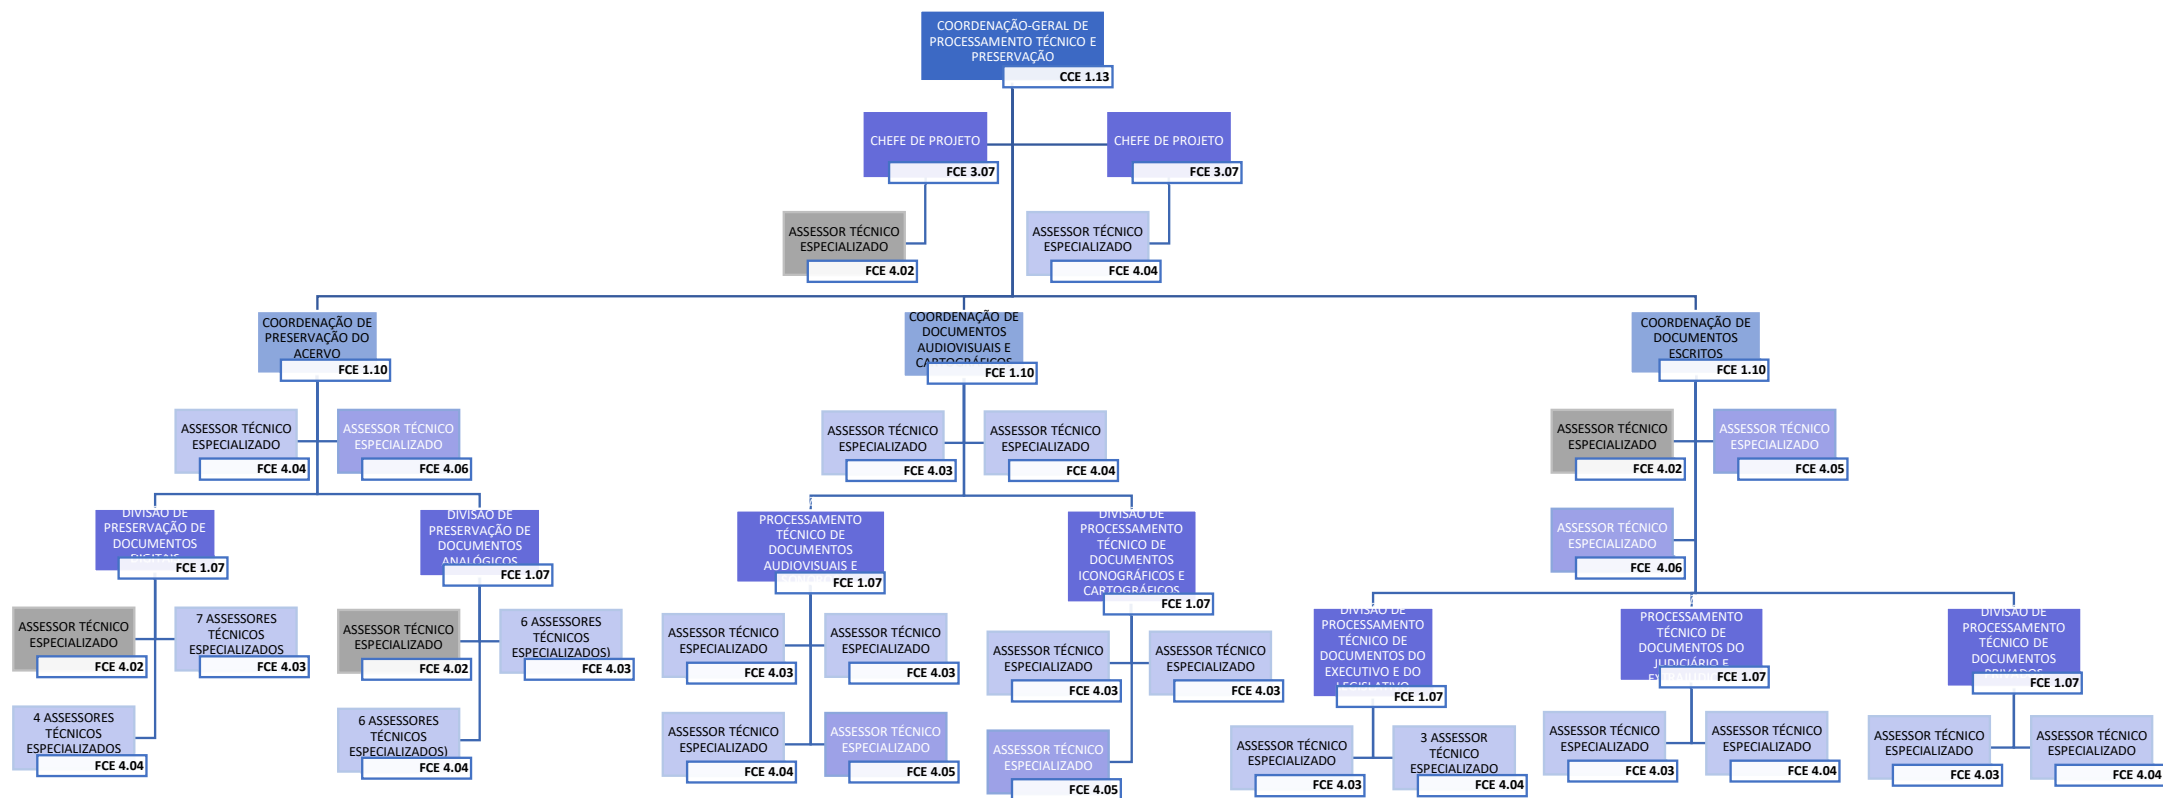 COORDENAÇÃO-GERAL DE
PROCESSAMENTO TÉCNICO E
PRESERVAÇÃO
CCE 1.13
CHEFE DE PROJETO
FCE 3.07
CHEFE DE PROJETO
FCE 3.07
ASSESSOR TÉCNICO
ESPECIALIZADO
FCE 4.02
ASSESSOR TÉCNICO
ESPECIALIZADO
FCE 4.04
COORDENAÇÃO DE
PRESERVAÇÃO DO
ACERVO
FCE 1.10
COORDENAÇÃO DE
DOCUMENTOS
AUDIOVISUAIS E
CARTOGRÁFICOS
FCE 1.10
COORDENAÇÃO DE
DOCUMENTOS
ESCRITOS
FCE 1.10
ASSESSOR TÉCNICO
ESPECIALIZADO
FCE 4.04
ASSESSOR TÉCNICO
ESPECIALIZADO
FCE 4.06
ASSESSOR TÉCNICO
ESPECIALIZADO
FCE 4.03
ASSESSOR TÉCNICO
ESPECIALIZADO
FCE 4.04
ASSESSOR TÉCNICO
ESPECIALIZADO
FCE 4.02
ASSESSOR TÉCNICO
ESPECIALIZADO
FCE 4.05
ASSESSOR TÉCNICO
ESPECIALIZADO
FCE 4.06
DIVISÃO DE
PRESERVAÇÃO DE
DOCUMENTOS
DIGITAIS
FCE 1.07
DIVISÃO DE
PRESERVAÇÃO DE
DOCUMENTOS
ANALÓGICOS
FCE 1.07
PROCESSAMENTO
TÉCNICO DE
DOCUMENTOS
AUDIOVISUAIS E
FCE 1.07
DIVISÃO DE
PROCESSAMENTO
TÉCNICO DE
DOCUMENTOS
ICONOGRÁFICOS E
CARTOGRÁFICOS
FCE 1.07
DIVISÃO DE
PROCESSAMENTO
TÉCNICO DE
DOCUMENTOS DO
EXECUTIVO E DO
LEGISLATIVO
FCE 1.07
PROCESSAMENTO
TÉCNICO DE
DOCUMENTOS DO
JUDICIÁRIO E
FCE 1.07
DIVISÃO DE
PROCESSAMENTO
TÉCNICO DE
DOCUMENTOS
PRIVADOS
FCE 1.07
ASSESSOR TÉCNICO
ESPECIALIZADO
FCE 4.02
7 ASSESSORES
TÉCNICOS
ESPECIALIZADOS
FCE 4.03
4 ASSESSORES
TÉCNICOS
ESPECIALIZADOS
FCE 4.04
ASSESSOR TÉCNICO
ESPECIALIZADO
FCE 4.02
6 ASSESSORES
TÉCNICOS
ESPECIALIZADOS)
FCE 4.03
6 ASSESSORES
TÉCNICOS
ESPECIALIZADOS)
FCE 4.04
ASSESSOR TÉCNICO
ESPECIALIZADO
FCE 4.03
ASSESSOR TÉCNICO
ESPECIALIZADO
FCE 4.03
ASSESSOR TÉCNICO
ESPECIALIZADO
FCE 4.04
ASSESSOR TÉCNICO
ESPECIALIZADO
FCE 4.05
ASSESSOR TÉCNICO
ESPECIALIZADO
FCE 4.03
ASSESSOR TÉCNICO
ESPECIALIZADO
FCE 4.03
ASSESSOR TÉCNICO
ESPECIALIZADO
FCE 4.05
ASSESSOR TÉCNICO
ESPECIALIZADO
FCE 4.03
3 ASSESSOR
TÉCNICO
ESPECIALIZADO
FCE 4.04
ASSESSOR TÉCNICO
ESPECIALIZADO
FCE 4.03
ASSESSOR TÉCNICO
ESPECIALIZADO
FCE 4.04
ASSESSOR TÉCNICO
ESPECIALIZADO
FCE 4.03
ASSESSOR TÉCNICO
ESPECIALIZADO
FCE 4.04